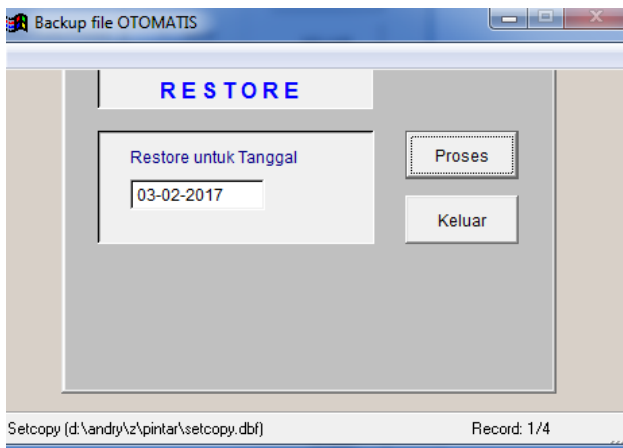 Backup file OTOMATIS
RESTORE
Restore untuk Tanggal
03-02-2017
Proses
Keluar
Setcopy (d:\andry\z\pintar\setcopy.dbf) Record: 1/4